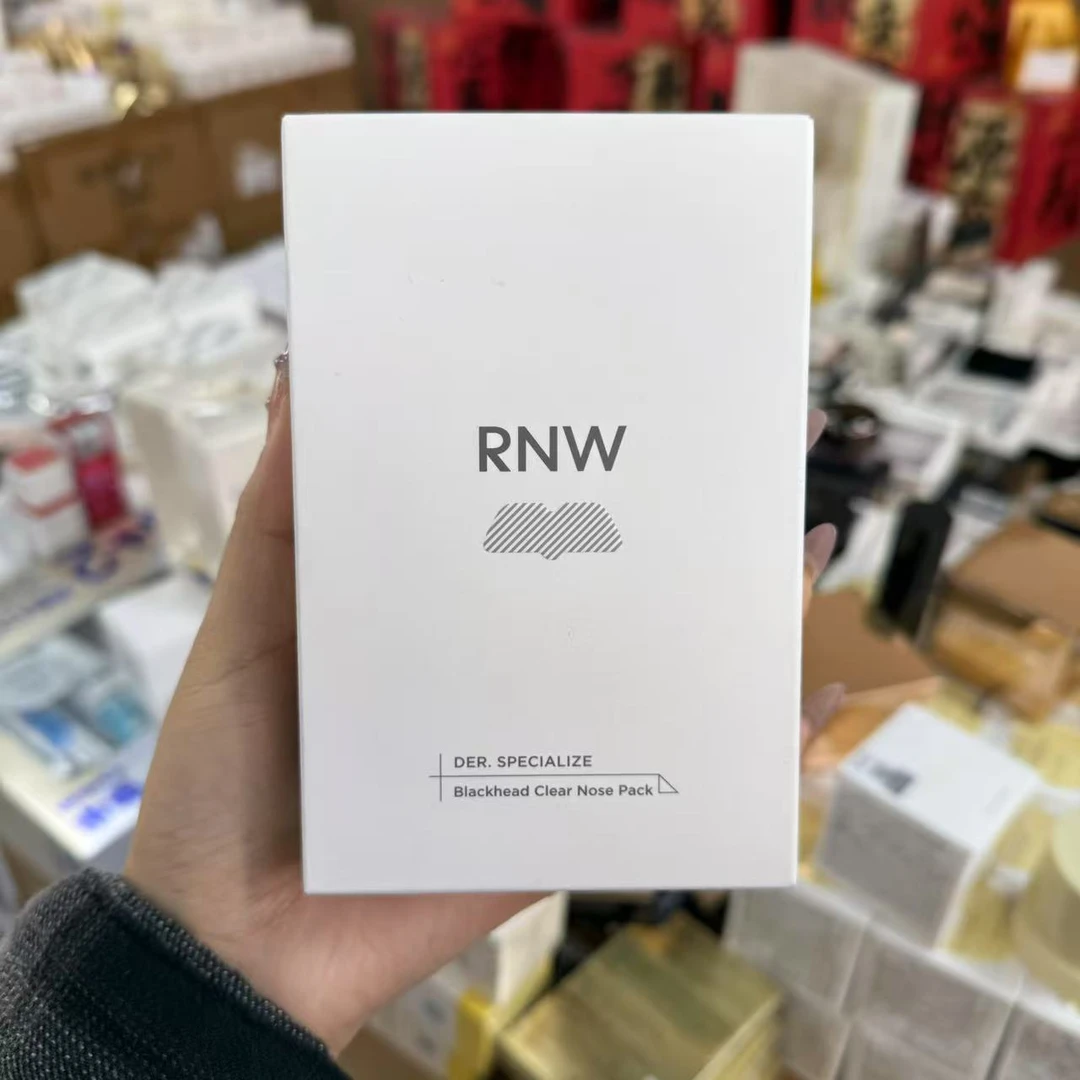 RNW
DER. SPECIALIZE
Blackhead Clear Nose Pack